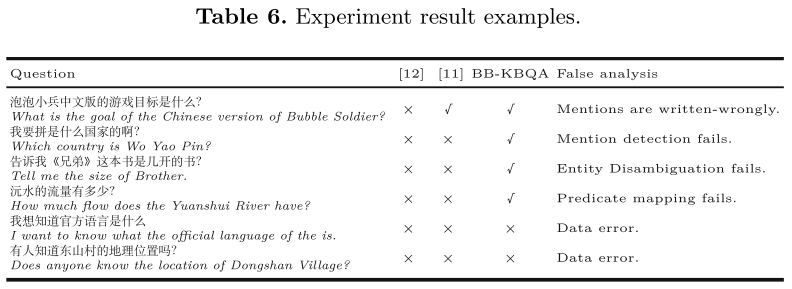 Table 6. Experiment result examples.
Question [12] [11] BB-KBQA False analysis
泡泡小兵中文版的游戏目标是什么?
What is the goal of the Chinese version of Bubble Soldier?
× √ √ Mentions are written-wrongly.
我要拼是什么国家的啊?
Which country is Wo Yao Pin?
× × √ Mention detection fails.
告诉我《兄弟》这本书是几开的书?
Tell me the size of Brother.
× × √ Entity Disambiguation fails.
沅水的流量有多少?
How much flow does the Yuanshui River have?
× × √ Predicate mapping fails.
我想知道官方语言是什么
I want to know what the official language of the is.
× × × Data error.
有人知道东山村的地理位置吗?
Does anyone know the location of Dongshan Village?
× × × Data error.